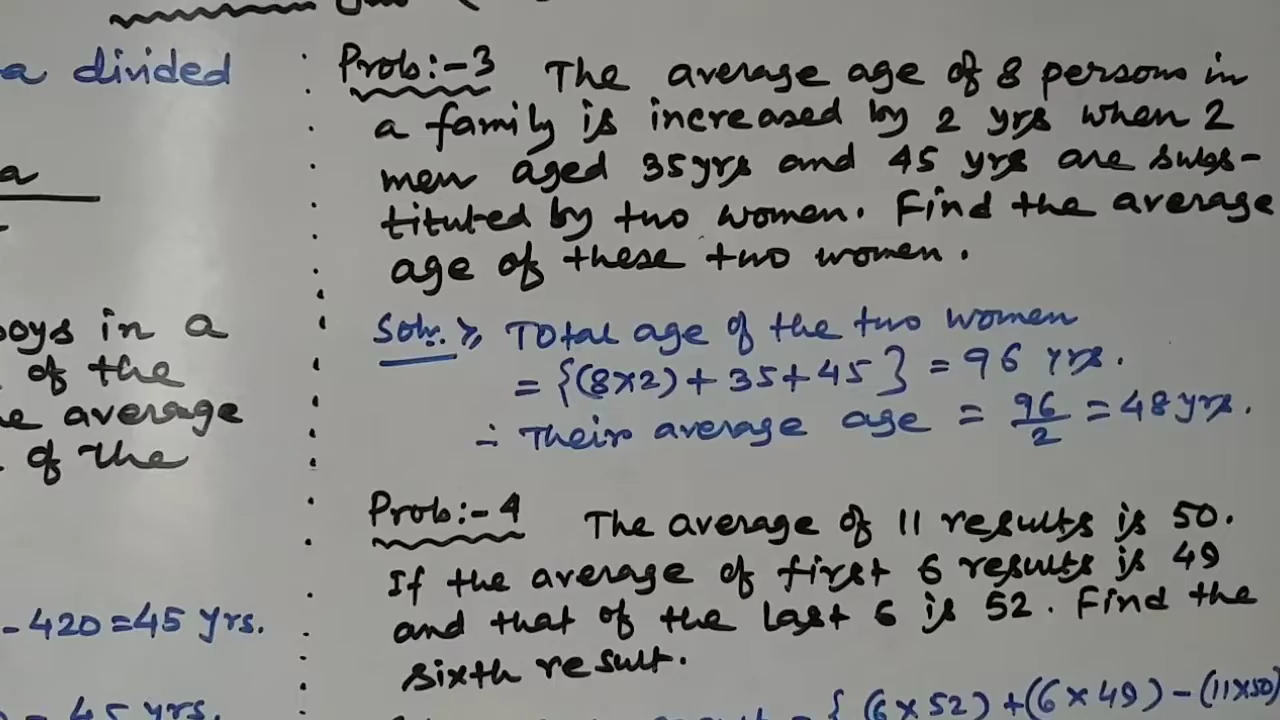 a divided
a
boys in a
of the
average
of the
- 420 = 45 yrs.
= 45 yrs.
Prob:-3 The average age of 8 persons in
a family is increased by 2 yrs when 2
men aged 35yrs and 45 yrs are subs-
tituted by two women. Find the average
age of these two women.
Soln. ⇒ Total age of the two women
= {(8×2) + 35 + 45} = 96 yrs.
∴ Their average age = 96/2 = 48 yrs.
Prob:-4 The average of 11 results is 50.
If the average of first 6 results is 49
and that of the last 6 is 52. Find the
sixth result.
= { (6×52) + (6×49) - (11×50)